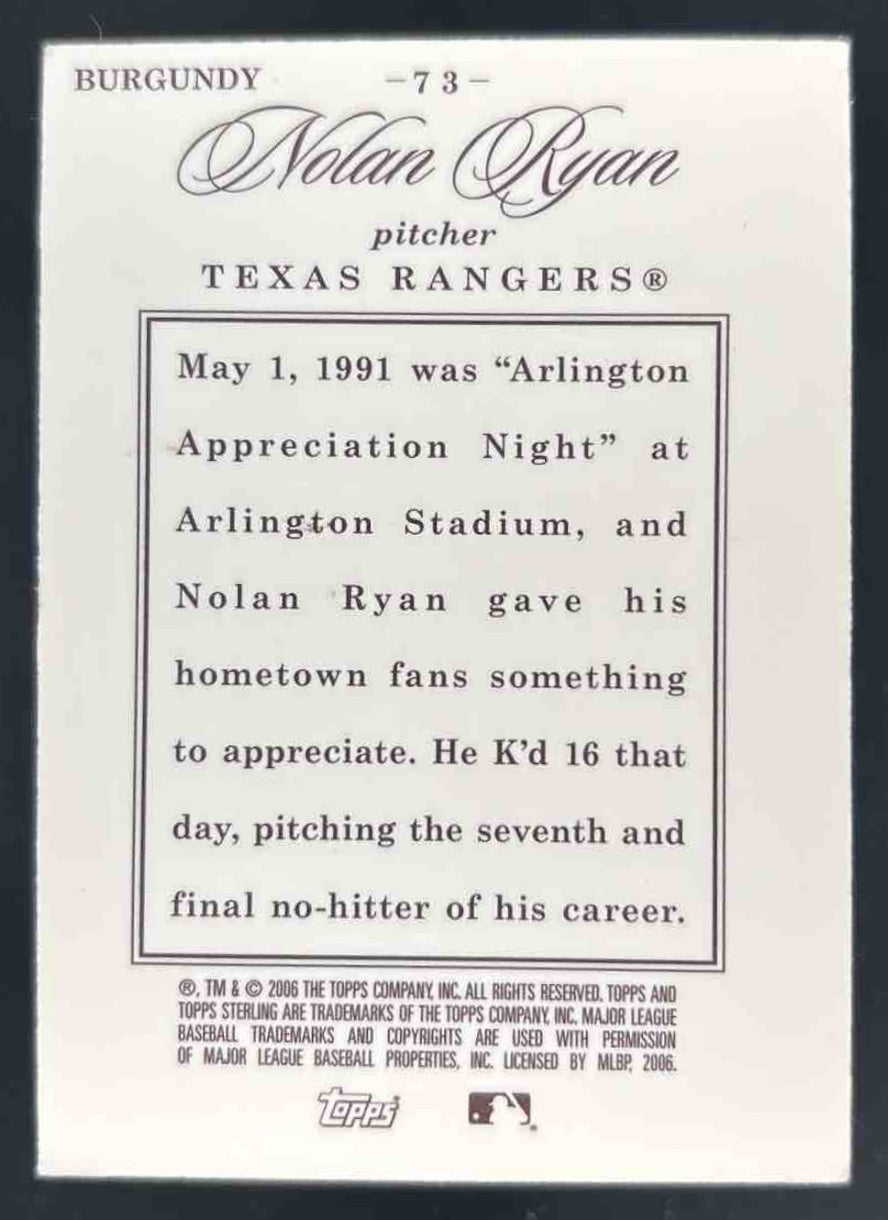 BURGUNDY -73-
Nolan Ryan
pitcher
TEXAS RANGERS®
May 1, 1991 was “Arlington
Appreciation Night” at
Arlington Stadium, and
Nolan Ryan gave his
hometown fans something
to appreciate. He K’d 16 that
day, pitching the seventh and
final no-hitter of his career.
®, TM & © 2006 THE TOPPS COMPANY, INC. ALL RIGHTS RESERVED. TOPPS AND
TOPPS STERLING ARE TRADEMARKS OF THE TOPPS COMPANY, INC. MAJOR LEAGUE
BASEBALL TRADEMARKS AND COPYRIGHTS ARE USED WITH PERMISSION
OF MAJOR LEAGUE BASEBALL PROPERTIES, INC. LICENSED BY MLBP, 2006.
Topps